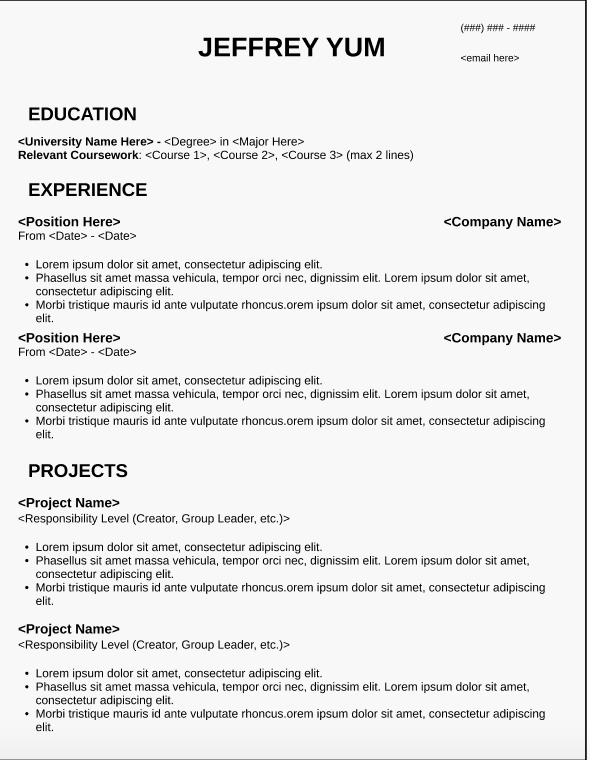 (###) ### - ####
JEFFREY YUM
<email here>
EDUCATION
<University Name Here> - <Degree> in <Major Here>
Relevant Coursework: <Course 1>, <Course 2>, <Course 3> (max 2 lines)
EXPERIENCE
<Position Here> <Company Name>
From <Date> - <Date>
• Lorem ipsum dolor sit amet, consectetur adipiscing elit.
• Phasellus sit amet massa vehicula, tempor orci nec, dignissim elit. Lorem ipsum dolor sit amet,
consectetur adipiscing elit.
• Morbi tristique mauris id ante vulputate rhoncus.orem ipsum dolor sit amet, consectetur adipiscing
elit.
<Position Here> <Company Name>
From <Date> - <Date>
• Lorem ipsum dolor sit amet, consectetur adipiscing elit.
• Phasellus sit amet massa vehicula, tempor orci nec, dignissim elit. Lorem ipsum dolor sit amet,
consectetur adipiscing elit.
• Morbi tristique mauris id ante vulputate rhoncus.orem ipsum dolor sit amet, consectetur adipiscing
elit.
PROJECTS
<Project Name>
<Responsibility Level (Creator, Group Leader, etc.)>
• Lorem ipsum dolor sit amet, consectetur adipiscing elit.
• Phasellus sit amet massa vehicula, tempor orci nec, dignissim elit. Lorem ipsum dolor sit amet,
consectetur adipiscing elit.
• Morbi tristique mauris id ante vulputate rhoncus.orem ipsum dolor sit amet, consectetur adipiscing
elit.
<Project Name>
<Responsibility Level (Creator, Group Leader, etc.)>
• Lorem ipsum dolor sit amet, consectetur adipiscing elit.
• Phasellus sit amet massa vehicula, tempor orci nec, dignissim elit. Lorem ipsum dolor sit amet,
consectetur adipiscing elit.
• Morbi tristique mauris id ante vulputate rhoncus.orem ipsum dolor sit amet, consectetur adipiscing
elit.